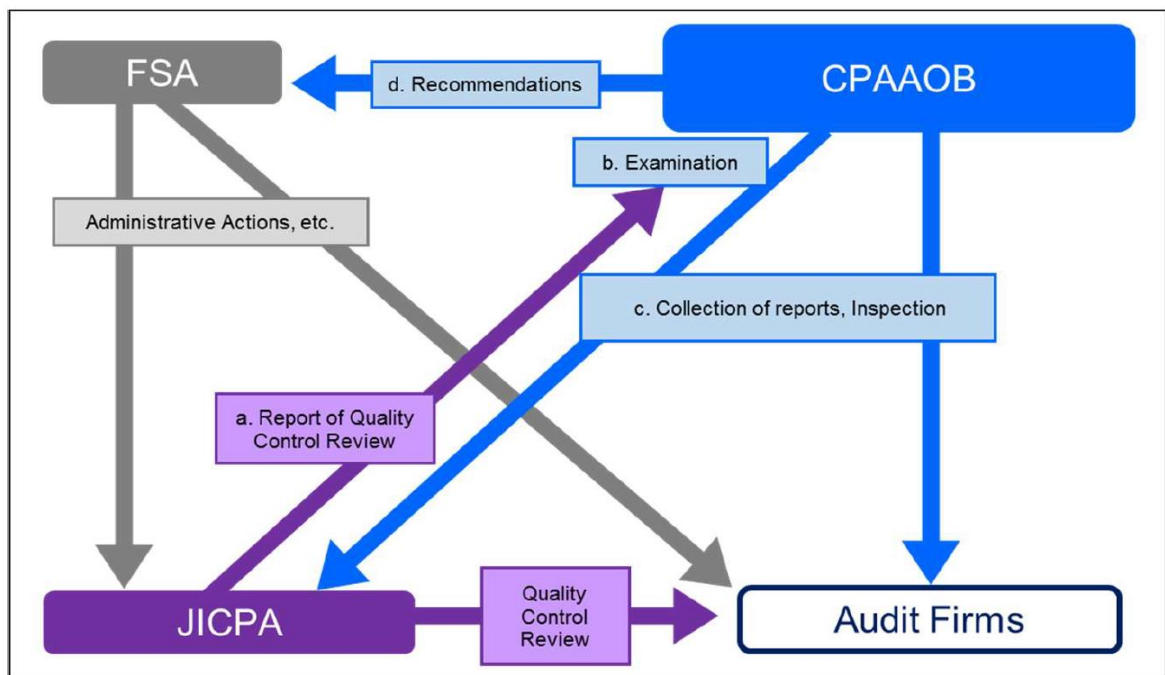 FSA
CPAAOB
d. Recommendations
b. Examination
Administrative Actions, etc.
c. Collection of reports, Inspection
a. Report of Quality
Control Review
JICPA
Quality
Control
Review
Audit Firms